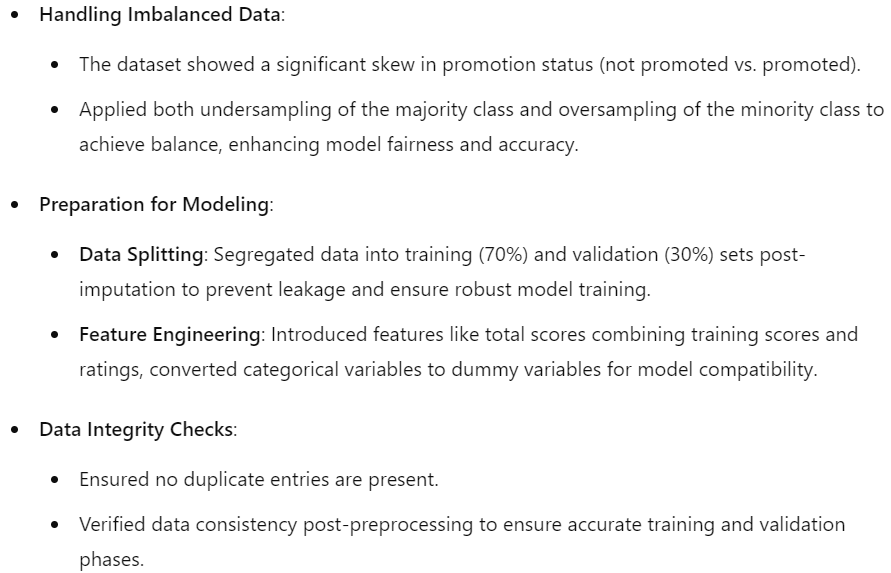 • Handling Imbalanced Data:
• The dataset showed a significant skew in promotion status (not promoted vs. promoted).
• Applied both undersampling of the majority class and oversampling of the minority class to
achieve balance, enhancing model fairness and accuracy.
• Preparation for Modeling:
• Data Splitting: Segregated data into training (70%) and validation (30%) sets post-
imputation to prevent leakage and ensure robust model training.
• Feature Engineering: Introduced features like total scores combining training scores and
ratings, converted categorical variables to dummy variables for model compatibility.
• Data Integrity Checks:
• Ensured no duplicate entries are present.
• Verified data consistency post-preprocessing to ensure accurate training and validation
phases.